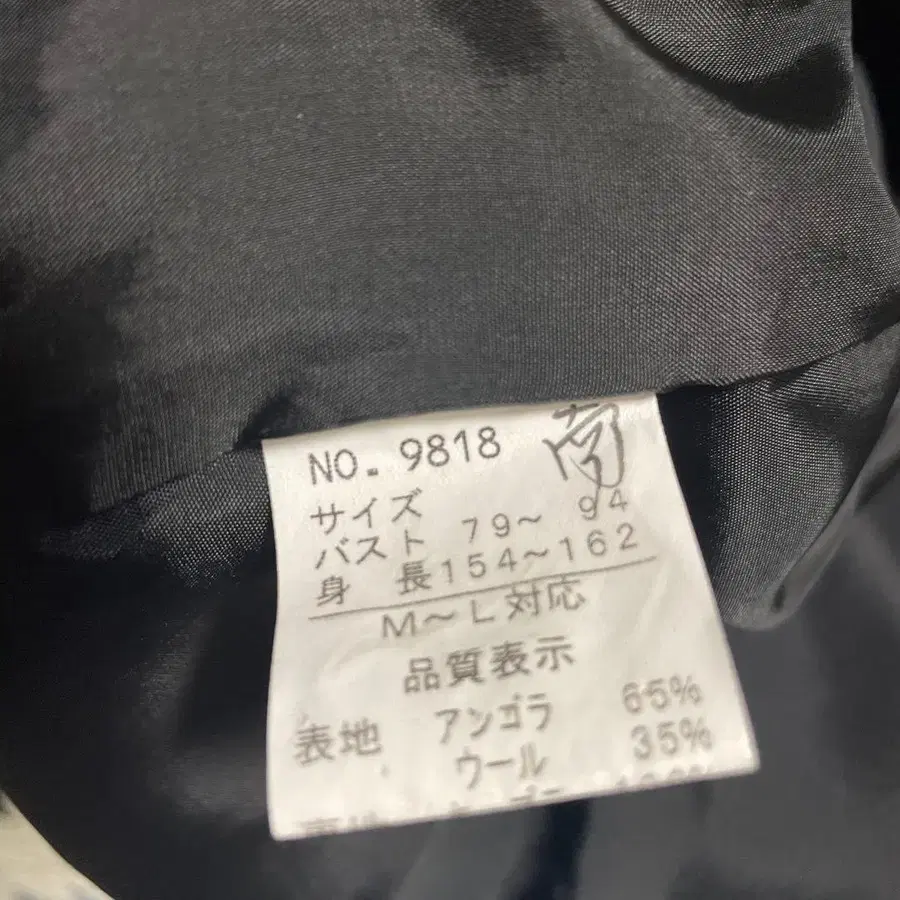 NO. 9818
サイズ
バスト 79~ 94
身 長154~162
M~L対応
品質表示
表地 アンゴラ 65%
ウール 35%